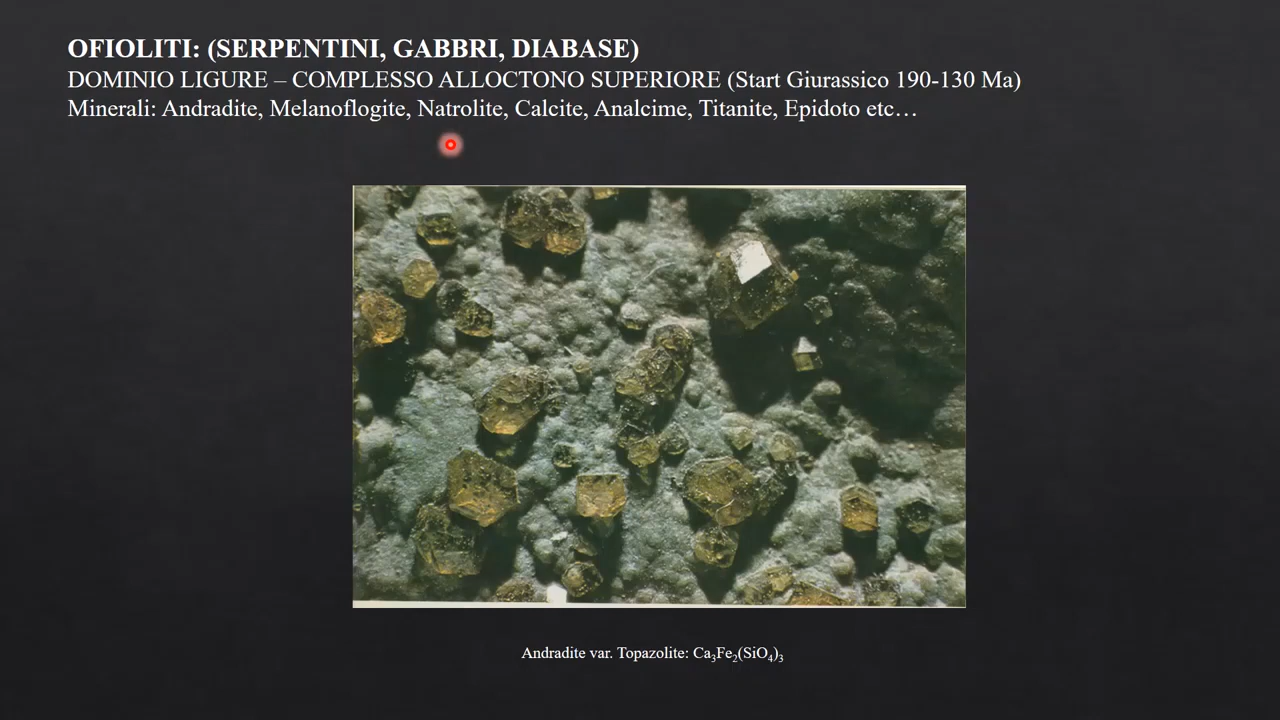 OFIOLITI: (SERPENTINI, GABBRI, DIABASE)
DOMINIO LIGURE – COMPLESSO ALLOCTONO SUPERIORE (Start Giurassico 190-130 Ma)
Minerali: Andradite, Melanoflogite, Natrolite, Calcite, Analcime, Titanite, Epidoto etc…
Andradite var. Topazolite: Ca₃Fe₂(SiO₄)₃